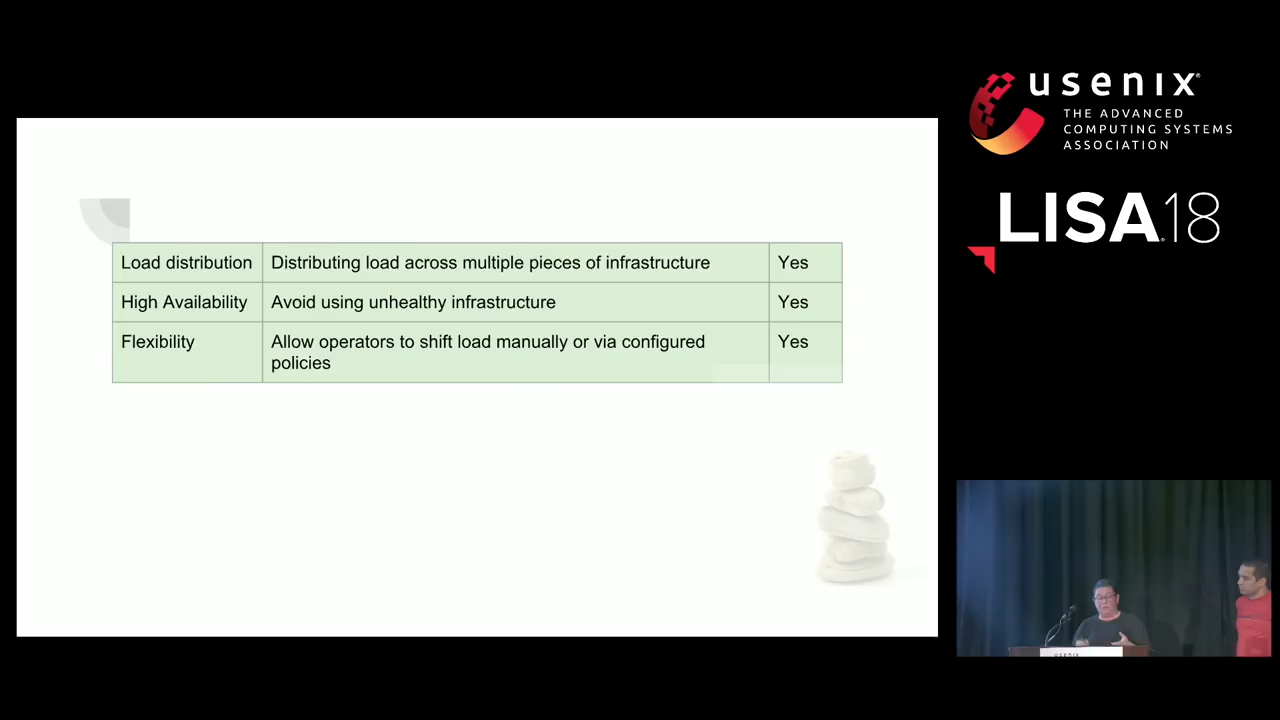 usenix
THE ADVANCED
COMPUTING SYSTEMS
ASSOCIATION
LISA18
Load distribution Distributing load across multiple pieces of infrastructure Yes
High Availability Avoid using unhealthy infrastructure Yes
Flexibility Allow operators to shift load manually or via configured Yes
policies
usenix